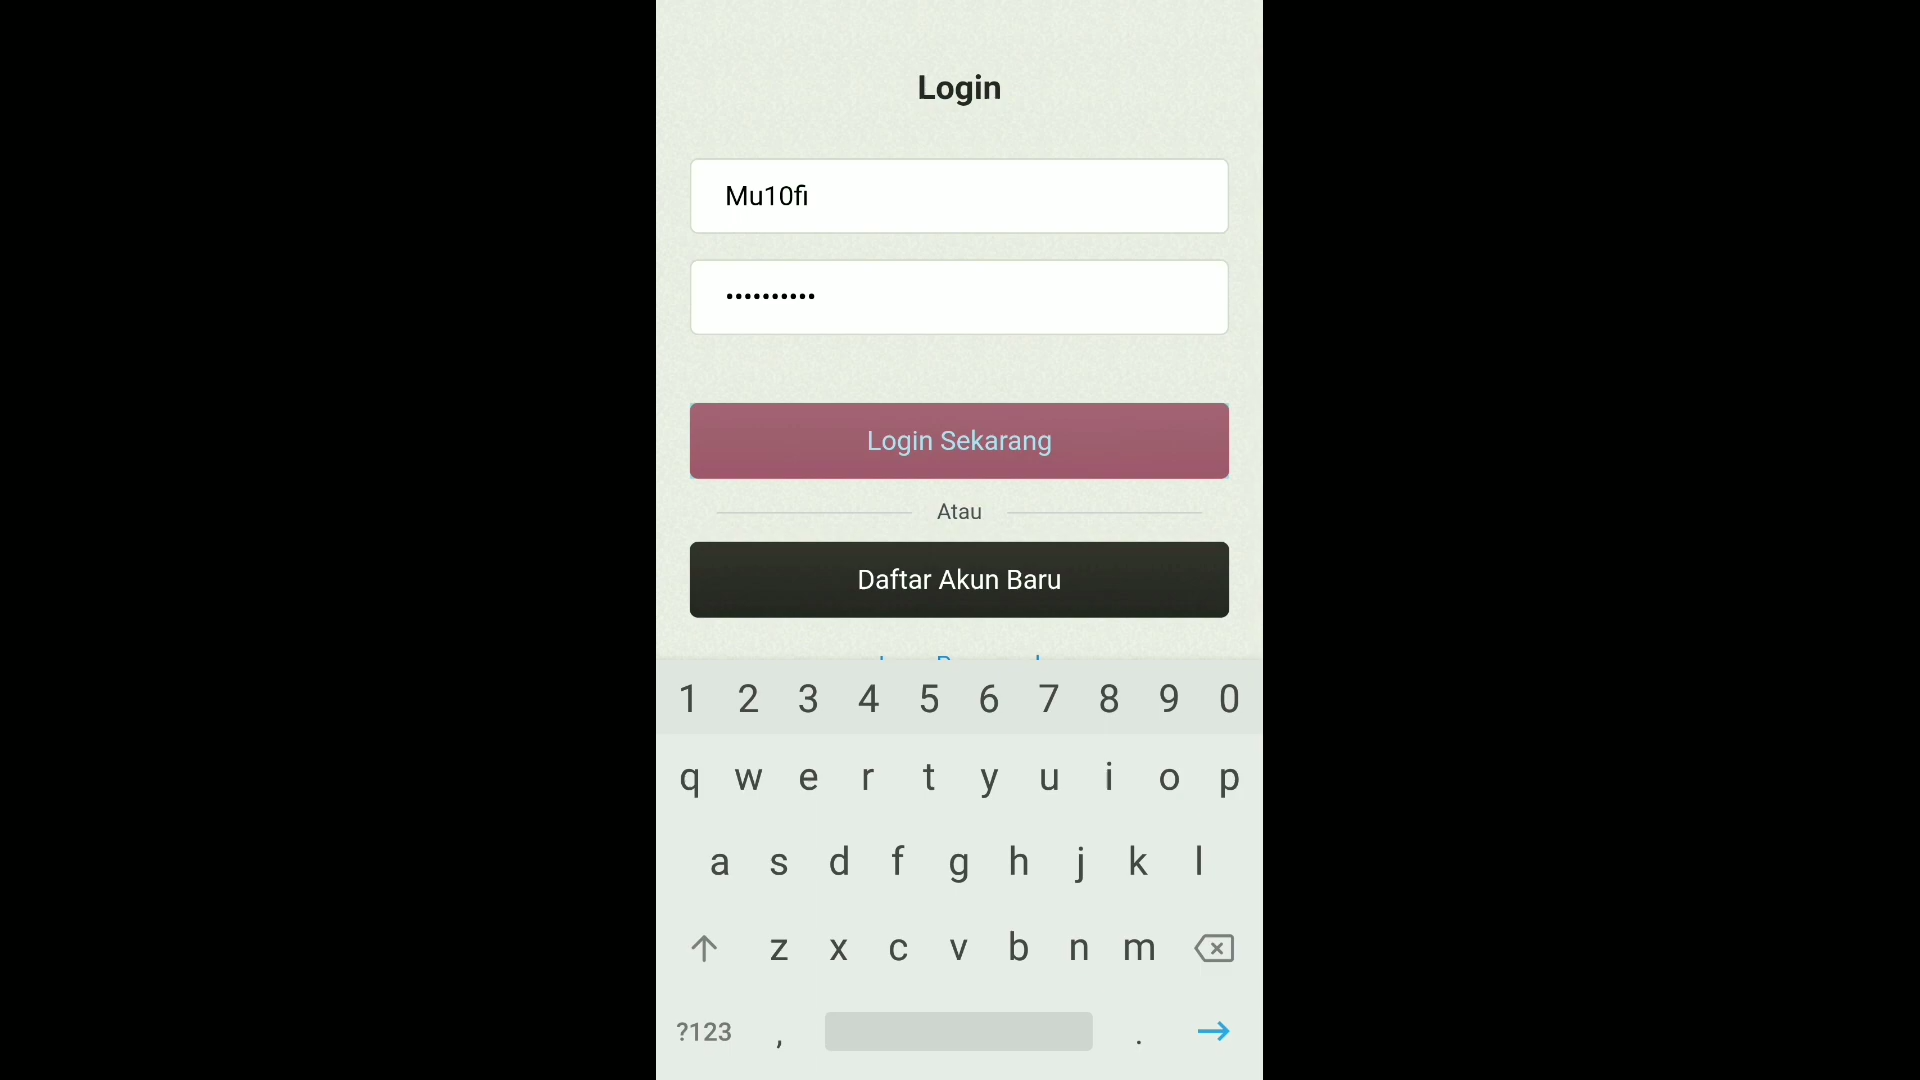 Login
Mu10fi
••••••••••
Login Sekarang
Atau
Daftar Akun Baru
1 2 3 4 5 6 7 8 9 0
q w e r t y u i o p
a s d f g h j k l
z x c v b n m
?123 , .